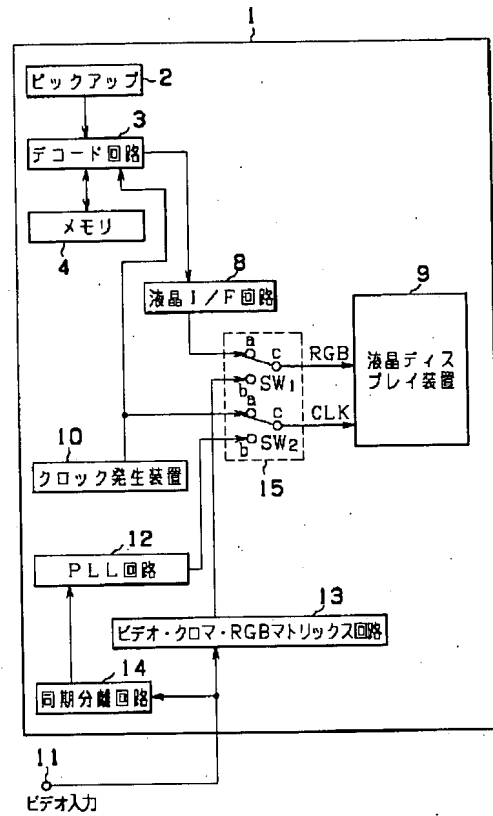 1
ピックアップ
2
3
デコード回路
メモリ
4
8
液晶I/F回路
9
液晶ディス
プレイ装置
a
c
RGB
b
SW1
a
c
CLK
b
SW2
15
10
クロック発生装置
12
PLL回路
13
ビデオ・クロマ・RGBマトリックス回路
14
同期分離回路
11
ビデオ入力